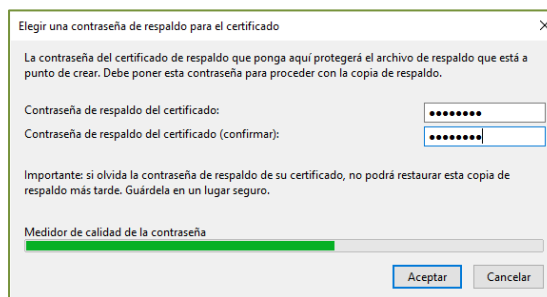 Elegir una contraseña de respaldo para el certificado
La contraseña del certificado de respaldo que ponga aquí protegerá el archivo de respaldo que está a
punto de crear. Debe poner esta contraseña para proceder con la copia de respaldo.
Contraseña de respaldo del certificado:
Contraseña de respaldo del certificado (confirmar):
Importante: si olvida la contraseña de respaldo de su certificado, no podrá restaurar esta copia de
respaldo más tarde. Guárdela en un lugar seguro.
Medidor de calidad de la contraseña
Aceptar Cancelar